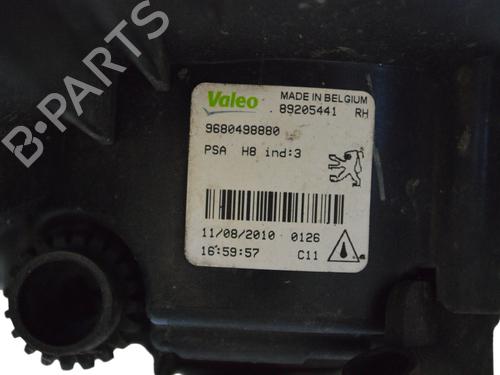 Valeo
MADE IN BELGIUM
89205441 RH
9680498880
PSA H8 ind:3
11/08/2010 0126
16:59:57 C11
B-PARTS